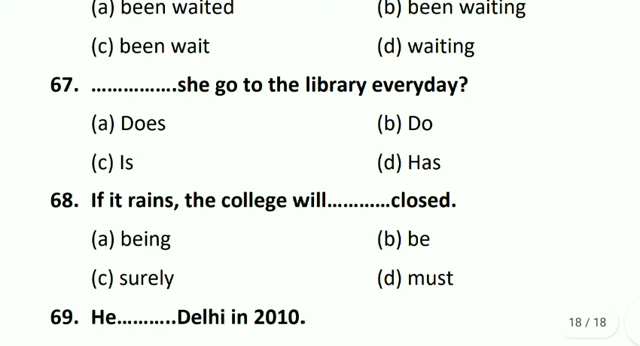 (a) been waited (b) been waiting
(c) been wait (d) waiting
67. ................she go to the library everyday?
(a) Does (b) Do
(c) Is (d) Has
68. If it rains, the college will............closed.
(a) being (b) be
(c) surely (d) must
69. He...........Delhi in 2010.
18 / 18